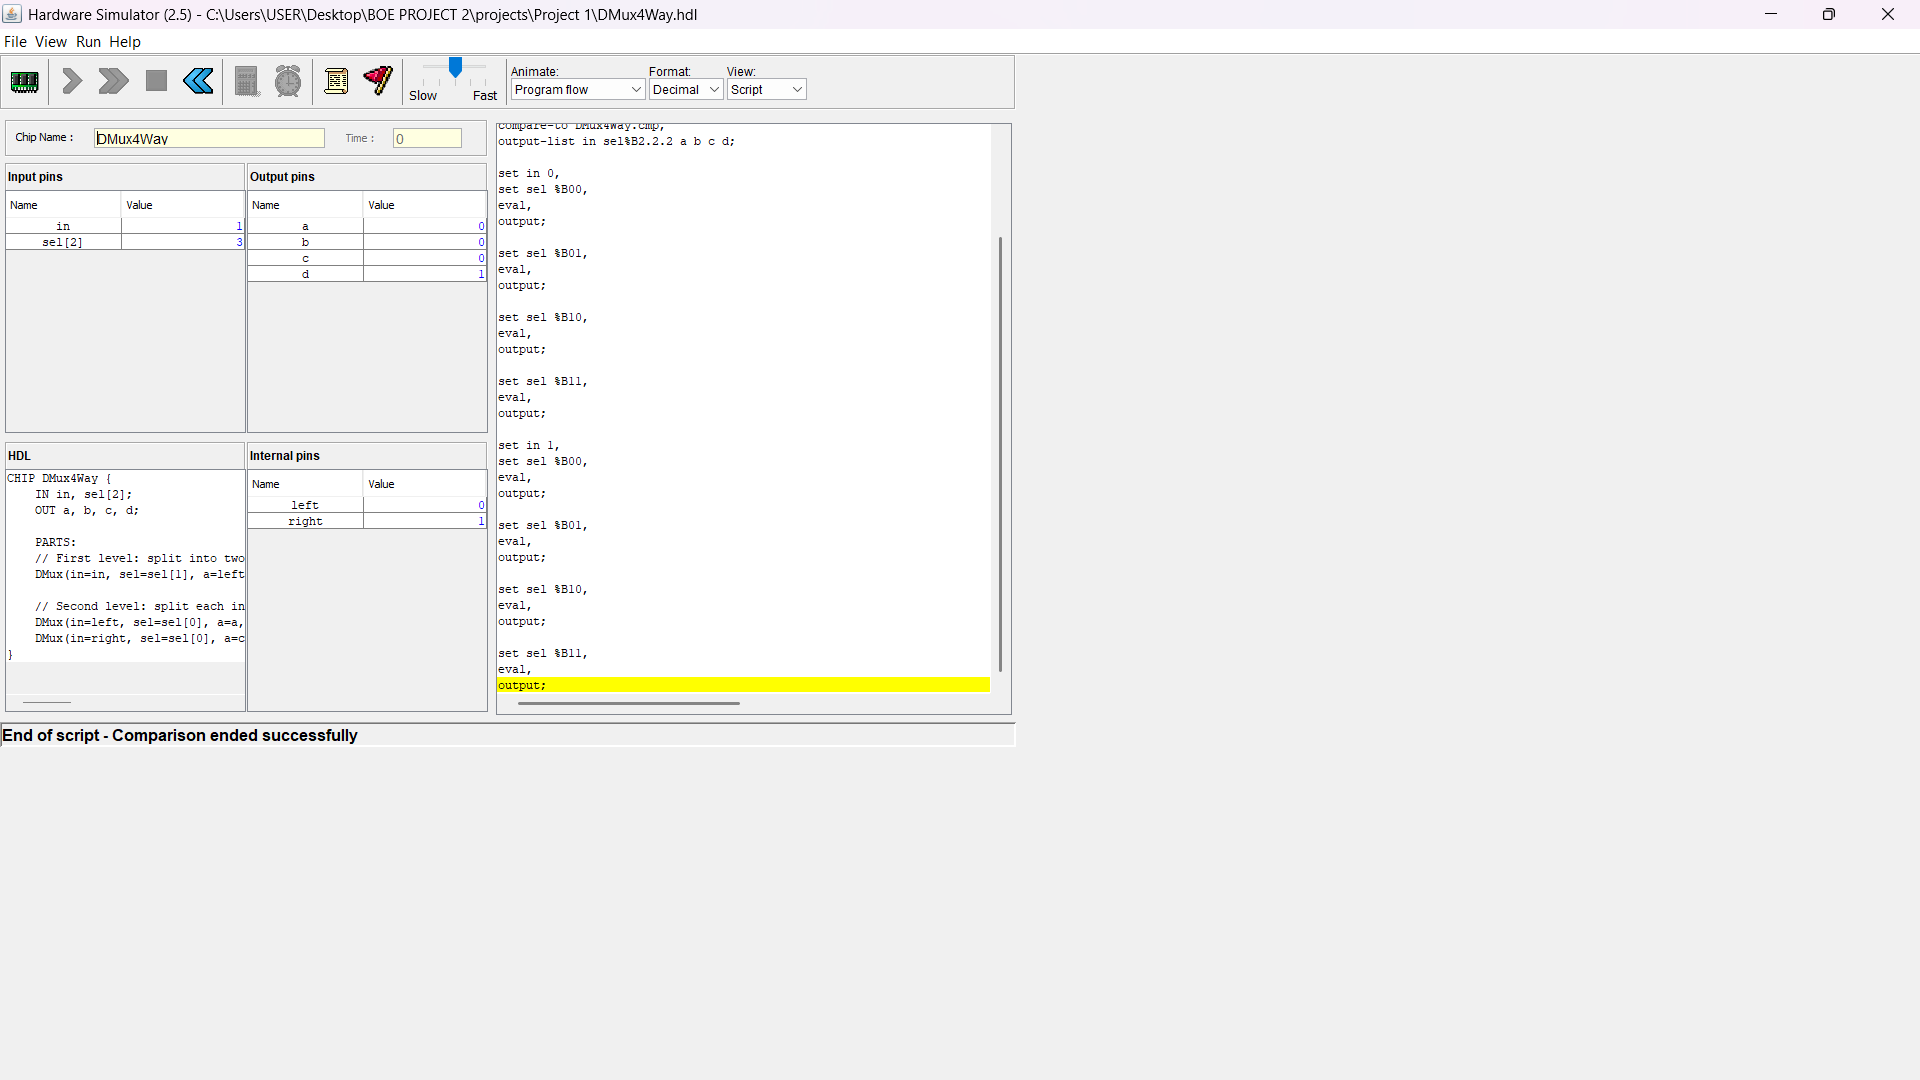 Hardware Simulator (2.5) - C:\Users\USER\Desktop\BOE PROJECT 2\projects\Project 1\DMux4Way.hdl
File View Run Help
Slow Fast
Animate: Format: View:
Program flow Decimal Script
Chip Name : DMux4Way Time : 0
Input pins
Name Value
in 1
sel[2] 3
Output pins
Name Value
a 0
b 0
c 0
d 1
HDL
CHIP DMux4Way {
IN in, sel[2];
OUT a, b, c, d;
PARTS:
// First level: split into two
DMux(in=in, sel=sel[1], a=left
// Second level: split each in
DMux(in=left, sel=sel[0], a=a,
DMux(in=right, sel=sel[0], a=c
}
Internal pins
Name Value
left 0
right 1
compare-to DMux4Way.cmp,
output-list in sel%B2.2.2 a b c d;
set in 0,
set sel %B00,
eval,
output;
set sel %B01,
eval,
output;
set sel %B10,
eval,
output;
set sel %B11,
eval,
output;
set in 1,
set sel %B00,
eval,
output;
set sel %B01,
eval,
output;
set sel %B10,
eval,
output;
set sel %B11,
eval,
output;
End of script - Comparison ended successfully